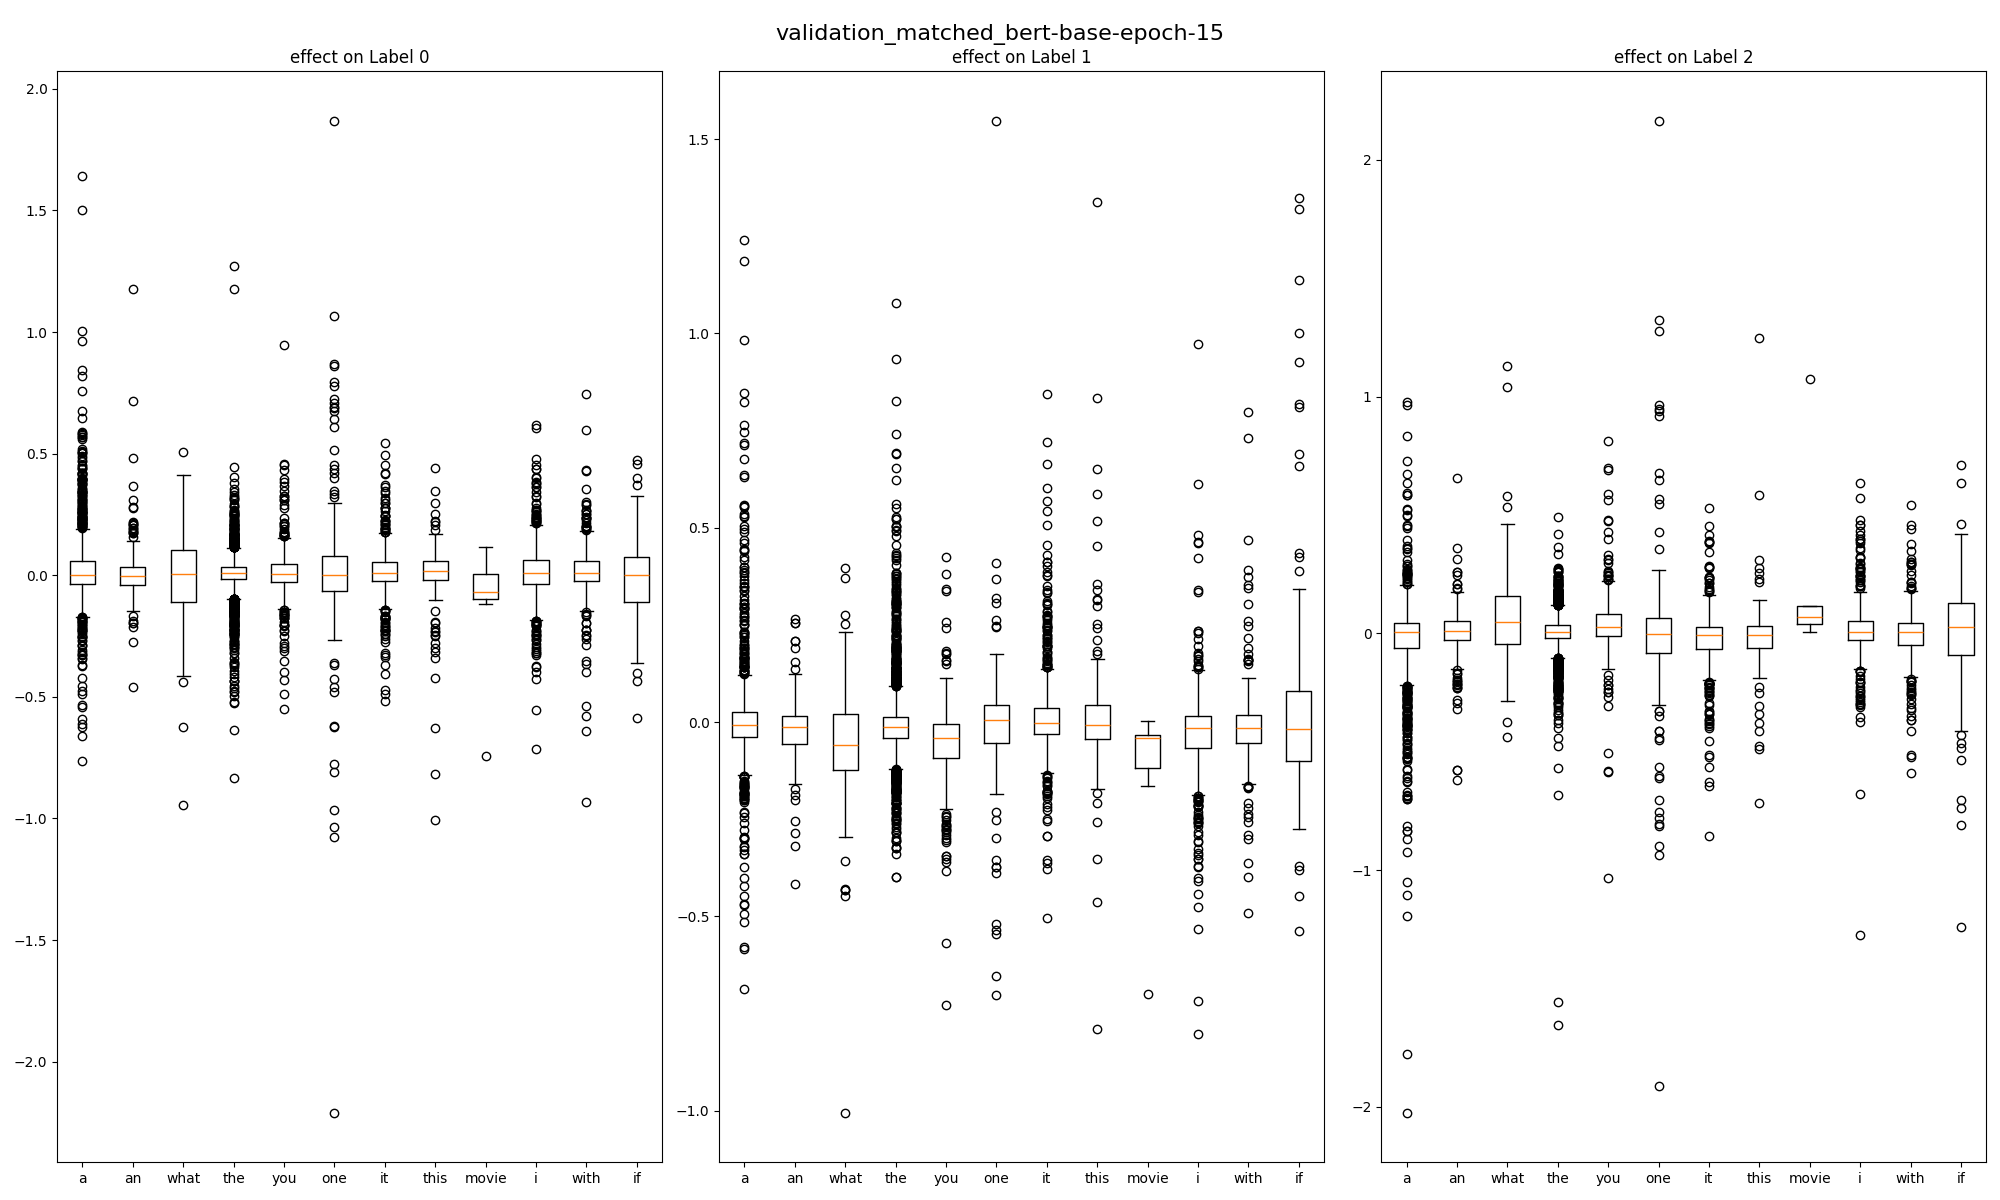 validation_matched_bert-base-epoch-15
effect on Label 0
2.0
1.5
1.0
0.5
0.0
−0.5
−1.0
−1.5
−2.0
a an what the you one it this movie i with if
effect on Label 1
1.5
1.0
0.5
0.0
−0.5
−1.0
a an what the you one it this movie i with if
effect on Label 2
2
1
0
−1
−2
a an what the you one it this movie i with if